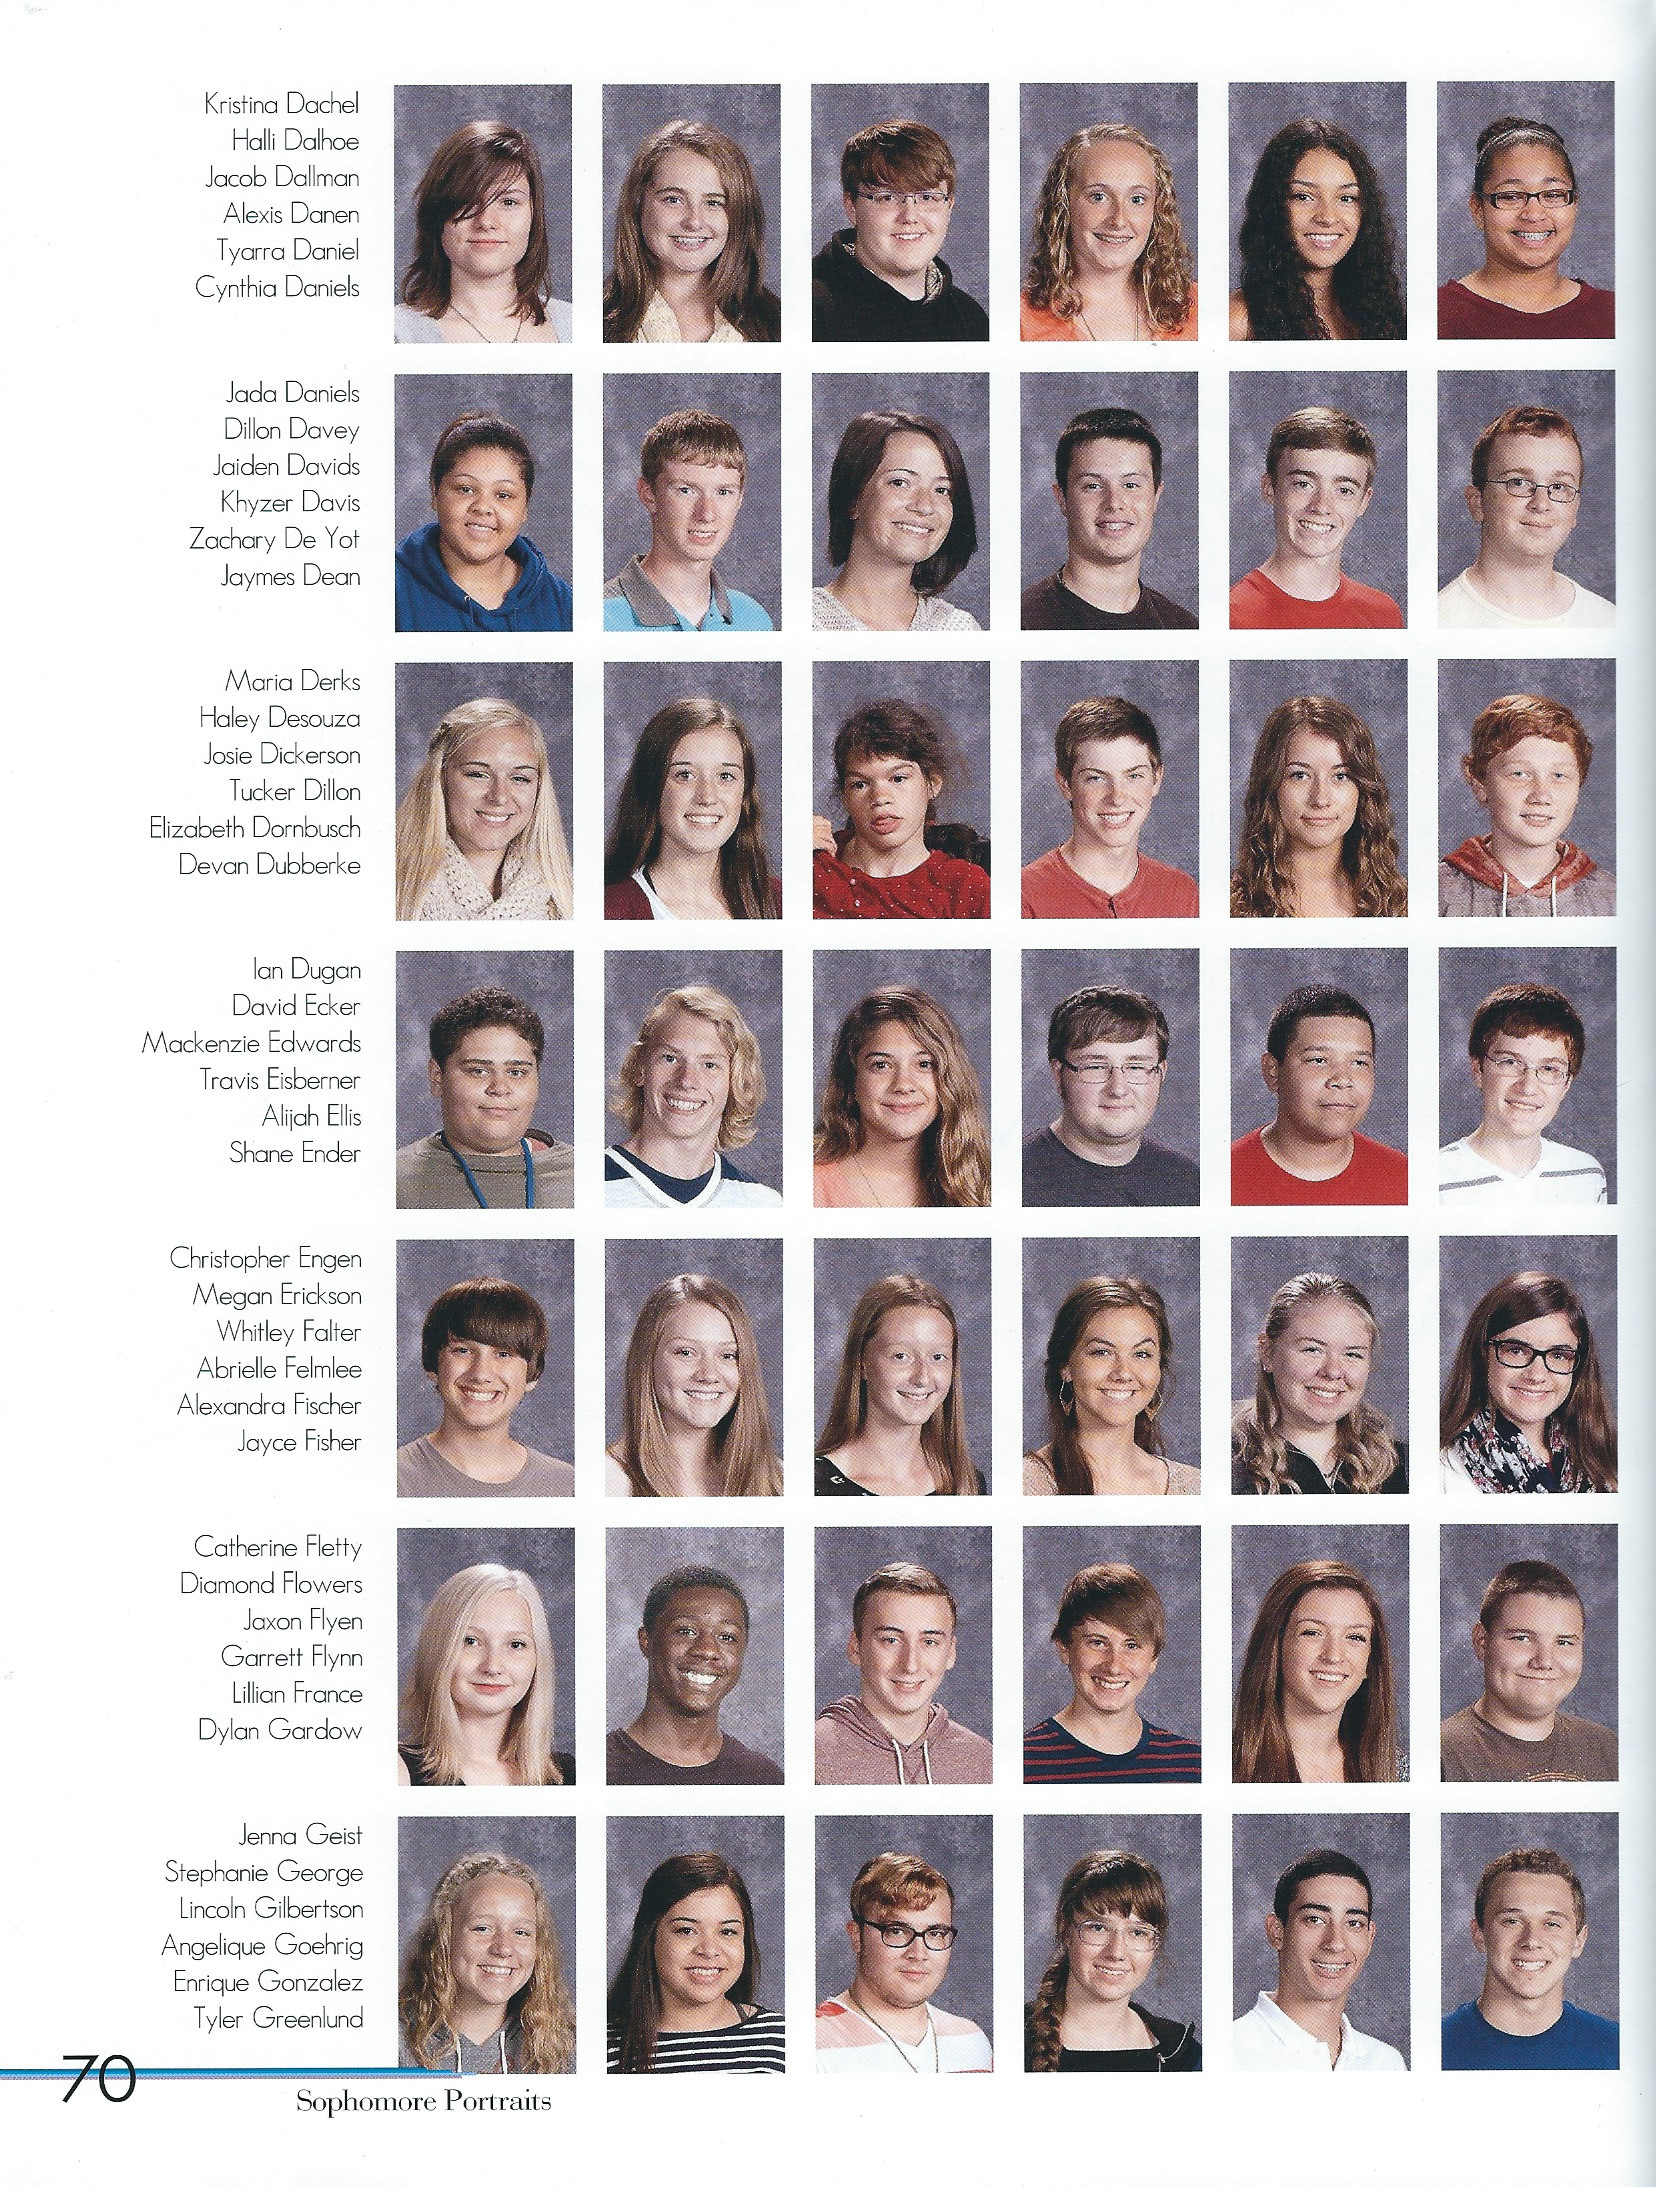 Kristina Dachel
Halli Dalhoe
Jacob Dallman
Alexis Danen
Tyarra Daniel
Cynthia Daniels
Jada Daniels
Dillon Davey
Jaiden Davids
Khyzer Davis
Zachary De Yot
Jaymes Dean
Maria Derks
Haley Desouza
Josie Dickerson
Tucker Dillon
Elizabeth Dornbusch
Devan Dubberke
Ian Dugan
David Ecker
Mackenzie Edwards
Travis Eisberner
Alijah Ellis
Shane Ender
Christopher Engen
Megan Erickson
Whitley Falter
Abrielle Felmlee
Alexandra Fischer
Jayce Fisher
Catherine Fletty
Diamond Flowers
Jaxon Flyen
Garrett Flynn
Lillian France
Dylan Gardow
Jenna Geist
Stephanie George
Lincoln Gilbertson
Angelique Goehrig
Enrique Gonzalez
Tyler Greenlund
70
Sophomore Portraits